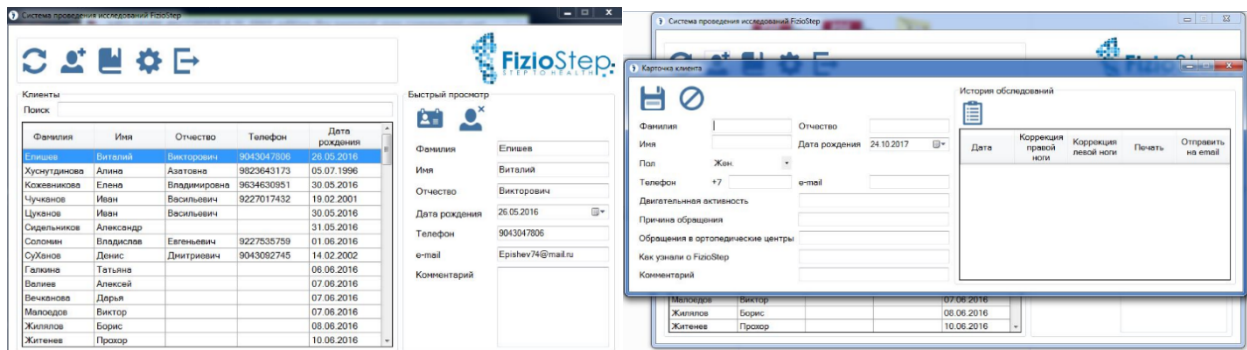 Система проведения исследований FizioStep
FizioStep
STEP TO HEALTH
Клиенты
Поиск
Фамилия Имя Отчество Телефон Дата рождения
Епишев Виталий Викторович 9043047806 26.05.2016
Хуснутдинова Алина Азатовна 9823643173 05.07.1996
Кожевникова Елена Владимировна 9634630951 30.05.2016
Чучканов Иван Васильевич 9227017432 19.02.2001
Цуканов Иван Васильевич 30.05.2016
Сидельников Александр 31.05.2016
Соломин Владислав Евгеньевич 9227535759 01.06.2016
СуХанов Денис Дмитриевич 9043092745 14.02.2002
Галкина Татьяна 06.06.2016
Валиев Алексей 07.06.2016
Вечканова Дарья 07.06.2016
Малоедов Виктор 07.06.2016
Жилялов Борис 08.06.2016
Житенев Прохор 10.06.2016
Быстрый просмотр
Фамилия Епишев
Имя Виталий
Отчество Викторович
Дата рождения 26.05.2016
Телефон 9043047806
e-mail Epishev74@mail.ru
Комментарий
Система проведения исследований FizioStep
Карточка клиента
Фамилия Отчество
Имя Дата рождения 24.10.2017
Пол Жен.
Телефон +7 e-mail
Двигательнная активность
Причина обращения
Обращения в ортопедические центры
Как узнали о FizioStep
Комментарий
История обследований
Дата Коррекция правой ноги Коррекция левой ноги Печать Отправить на email
Малоедов Виктор 07.06.2016
Жилялов Борис 08.06.2016
Житенев Прохор 10.06.2016